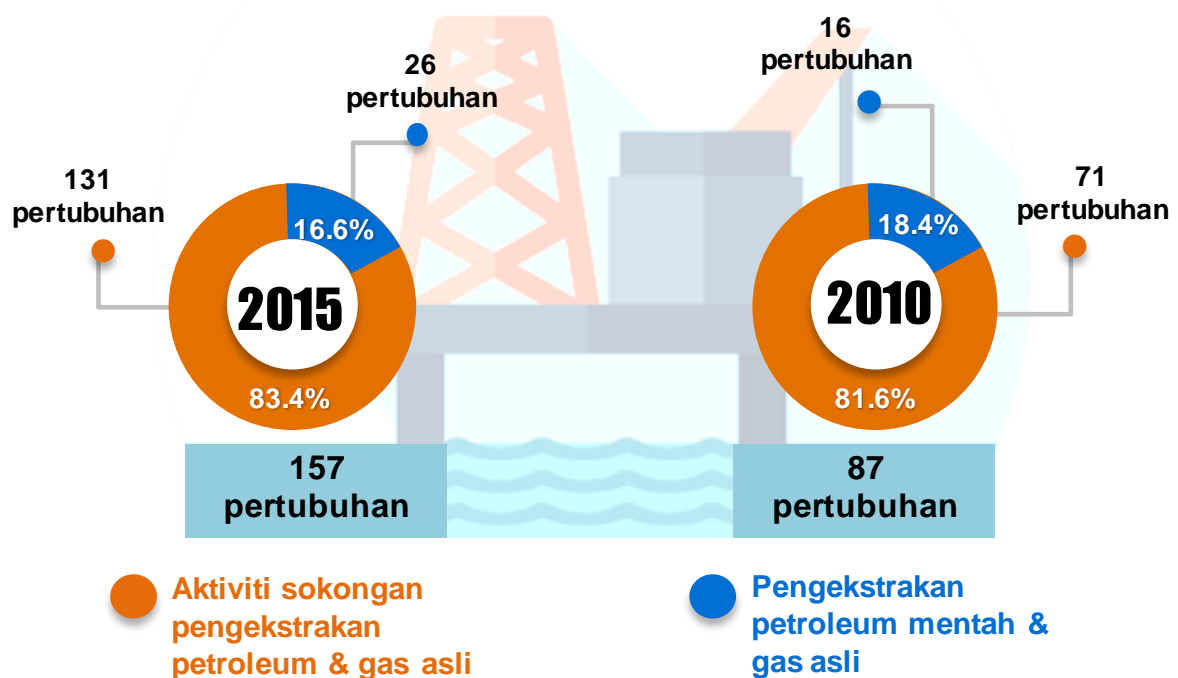 26
pertubuhan
131
pertubuhan
16.6%
2015
83.4%
157
pertubuhan
16
pertubuhan
71
pertubuhan
18.4%
2010
81.6%
87
pertubuhan
Aktiviti sokongan
pengekstrakan
petroleum & gas asli
Pengekstrakan
petroleum mentah &
gas asli